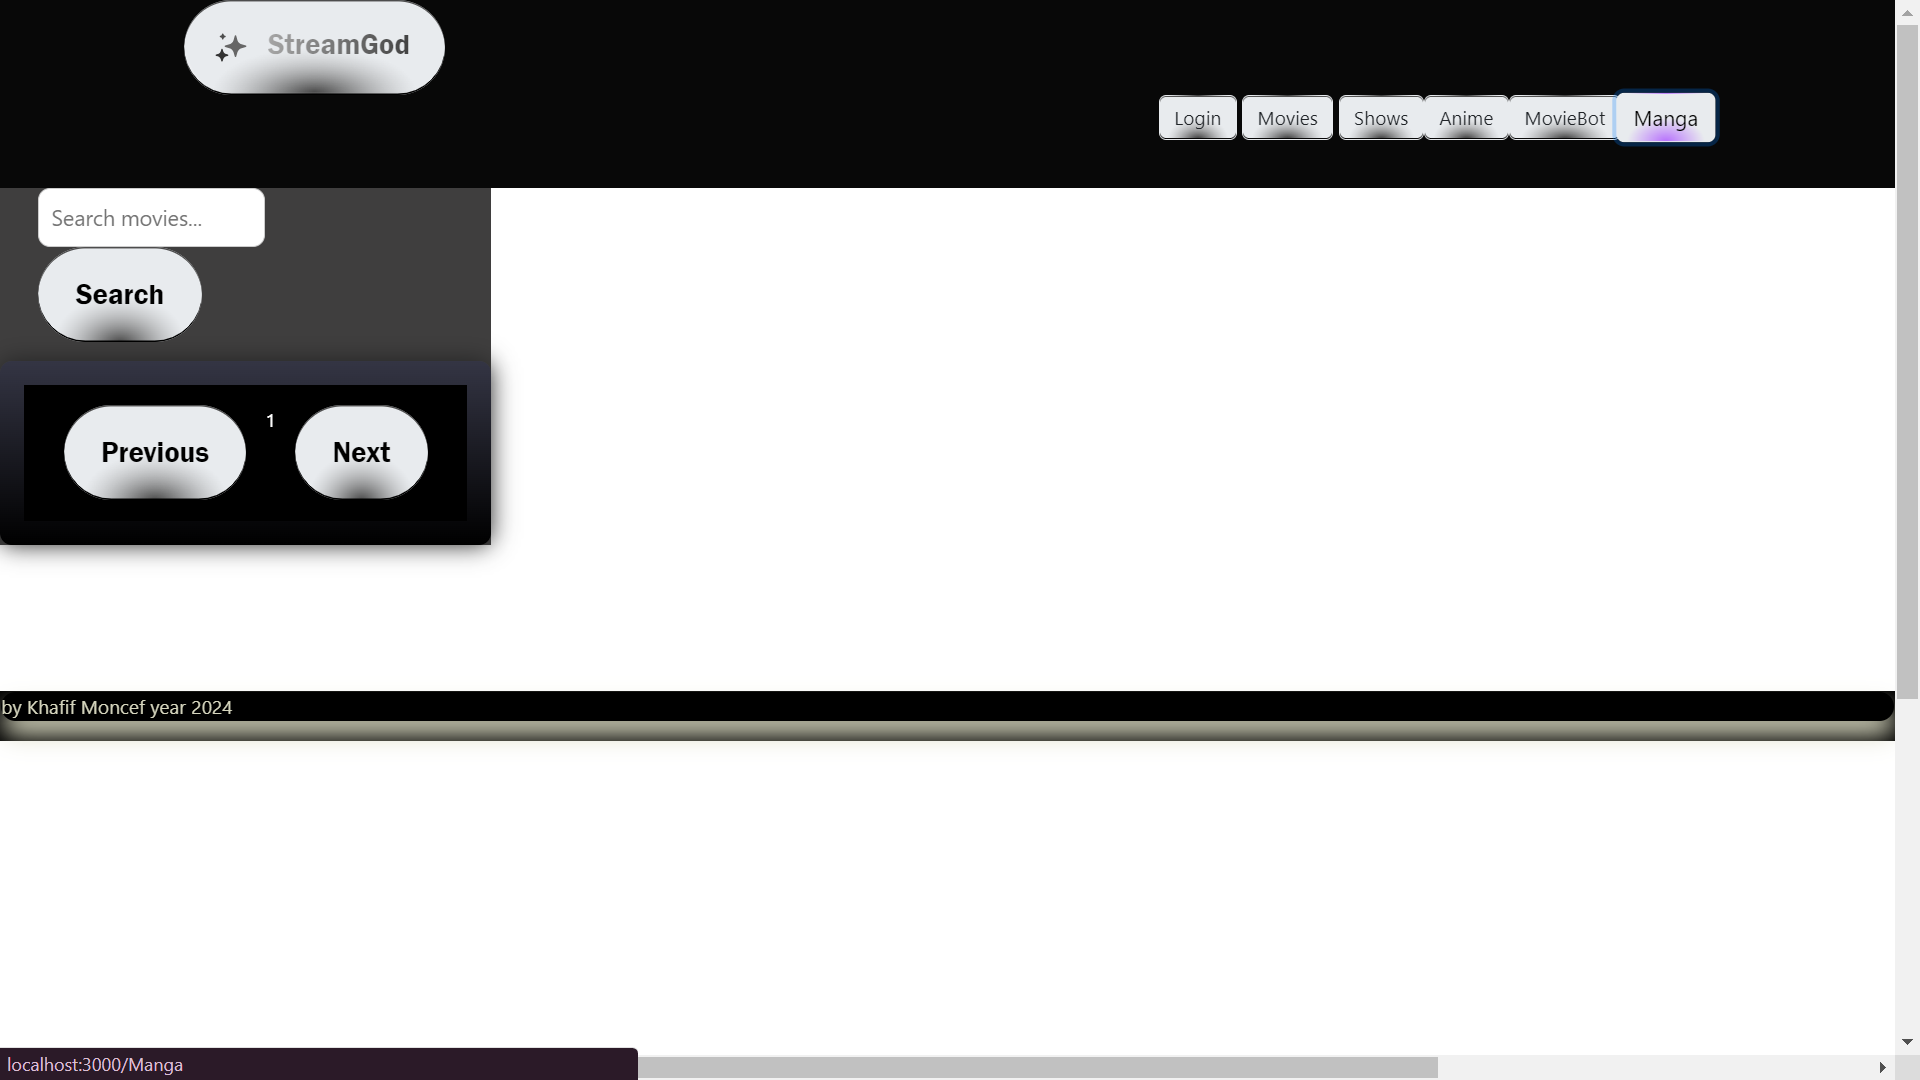 StreamGod
Login Movies Shows Anime MovieBot Manga
Search movies...
Search
Previous 1 Next
by Khafif Moncef year 2024
localhost:3000/Manga